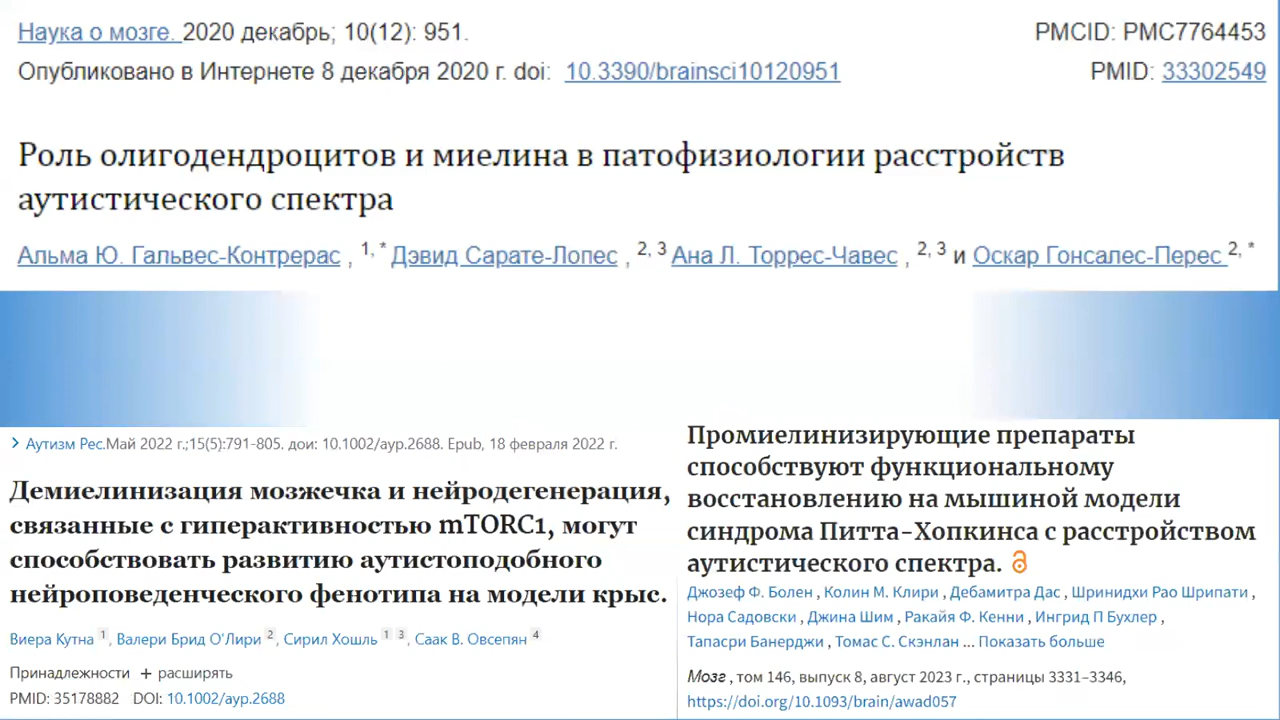 Наука о мозге. 2020 декабрь; 10(12): 951.
PMCID: PMC7764453
Опубликовано в Интернете 8 декабря 2020 г. doi: 10.3390/brainsci10120951
PMID: 33302549
Роль олигодендроцитов и миелина в патофизиологии расстройств
аутистического спектра
Альма Ю. Гальвес-Контрерас , 1, * Дэвид Сарате-Лопес , 2, 3 Ана Л. Торрес-Чавес , 2, 3 и Оскар Гонсалес-Перес 2, *
> Аутизм Рес.Май 2022 г.;15(5):791-805. дои: 10.1002/аур.2688. Epub, 18 февраля 2022 г.
Демиелинизация мозжечка и нейродегенерация,
связанные с гиперактивностью mTORC1, могут
способствовать развитию аутистоподобного
нейроповеденческого фенотипа на модели крыс.
Виера Кутна 1, Валери Брид О'Лири 2, Сирил Хошль 1 3, Саак В. Овсепян 4
Принадлежности + расширять
PMID: 35178882 DOI: 10.1002/аур.2688
Промиелинизирующие препараты
способствуют функциональному
восстановлению на мышиной модели
синдрома Питта-Хопкинса с расстройством
аутистического спектра.
Джозеф Ф. Болен , Колин М. Клири , Дебамитра Дас , Шринидхи Рао Шрипати ,
Нора Садовски , Джина Шим , Ракайя Ф. Кенни , Ингрид П Бухлер ,
Тапасри Банерджи , Томас С. Скэнлан ... Показать больше
Мозг , том 146, выпуск 8, август 2023 г., страницы 3331–3346,
https://doi.org/10.1093/brain/awad057